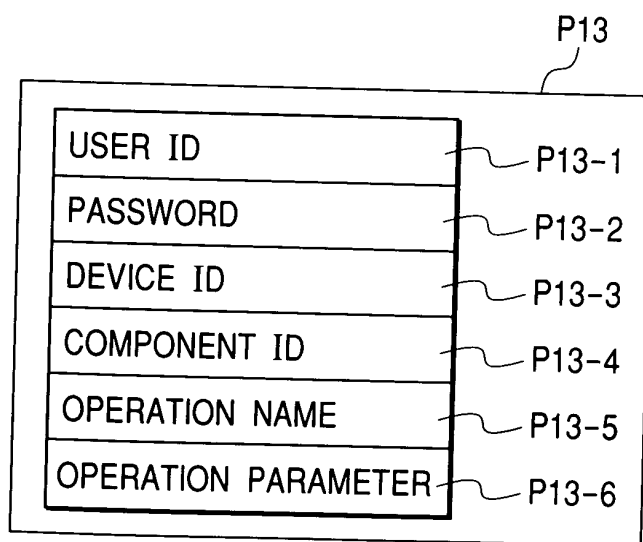 P13
USER ID P13-1
PASSWORD P13-2
DEVICE ID P13-3
COMPONENT ID P13-4
OPERATION NAME P13-5
OPERATION PARAMETER P13-6